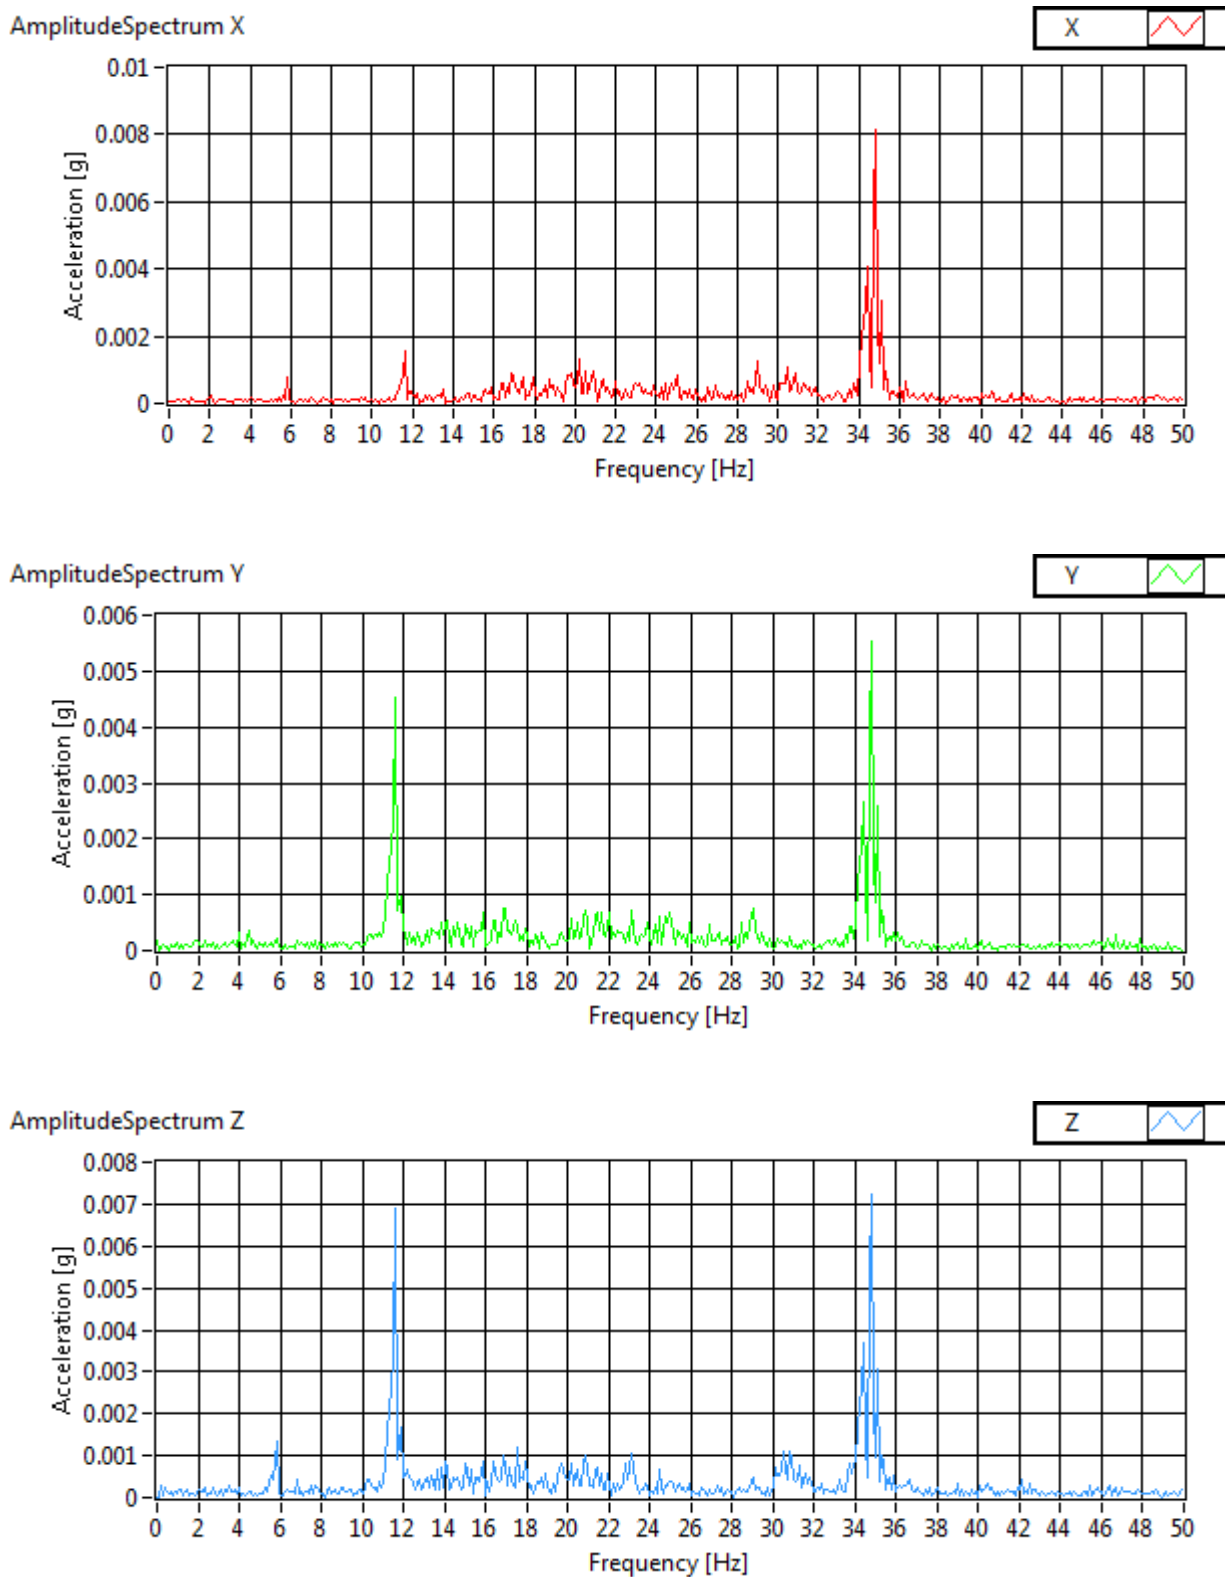 AmplitudeSpectrum X
X
Acceleration [g]
0.01
0.008
0.006
0.004
0.002
0
0 2 4 6 8 10 12 14 16 18 20 22 24 26 28 30 32 34 36 38 40 42 44 46 48 50
Frequency [Hz]
AmplitudeSpectrum Y
Y
Acceleration [g]
0.006
0.005
0.004
0.003
0.002
0.001
0
0 2 4 6 8 10 12 14 16 18 20 22 24 26 28 30 32 34 36 38 40 42 44 46 48 50
Frequency [Hz]
AmplitudeSpectrum Z
Z
Acceleration [g]
0.008
0.007
0.006
0.005
0.004
0.003
0.002
0.001
0
0 2 4 6 8 10 12 14 16 18 20 22 24 26 28 30 32 34 36 38 40 42 44 46 48 50
Frequency [Hz]